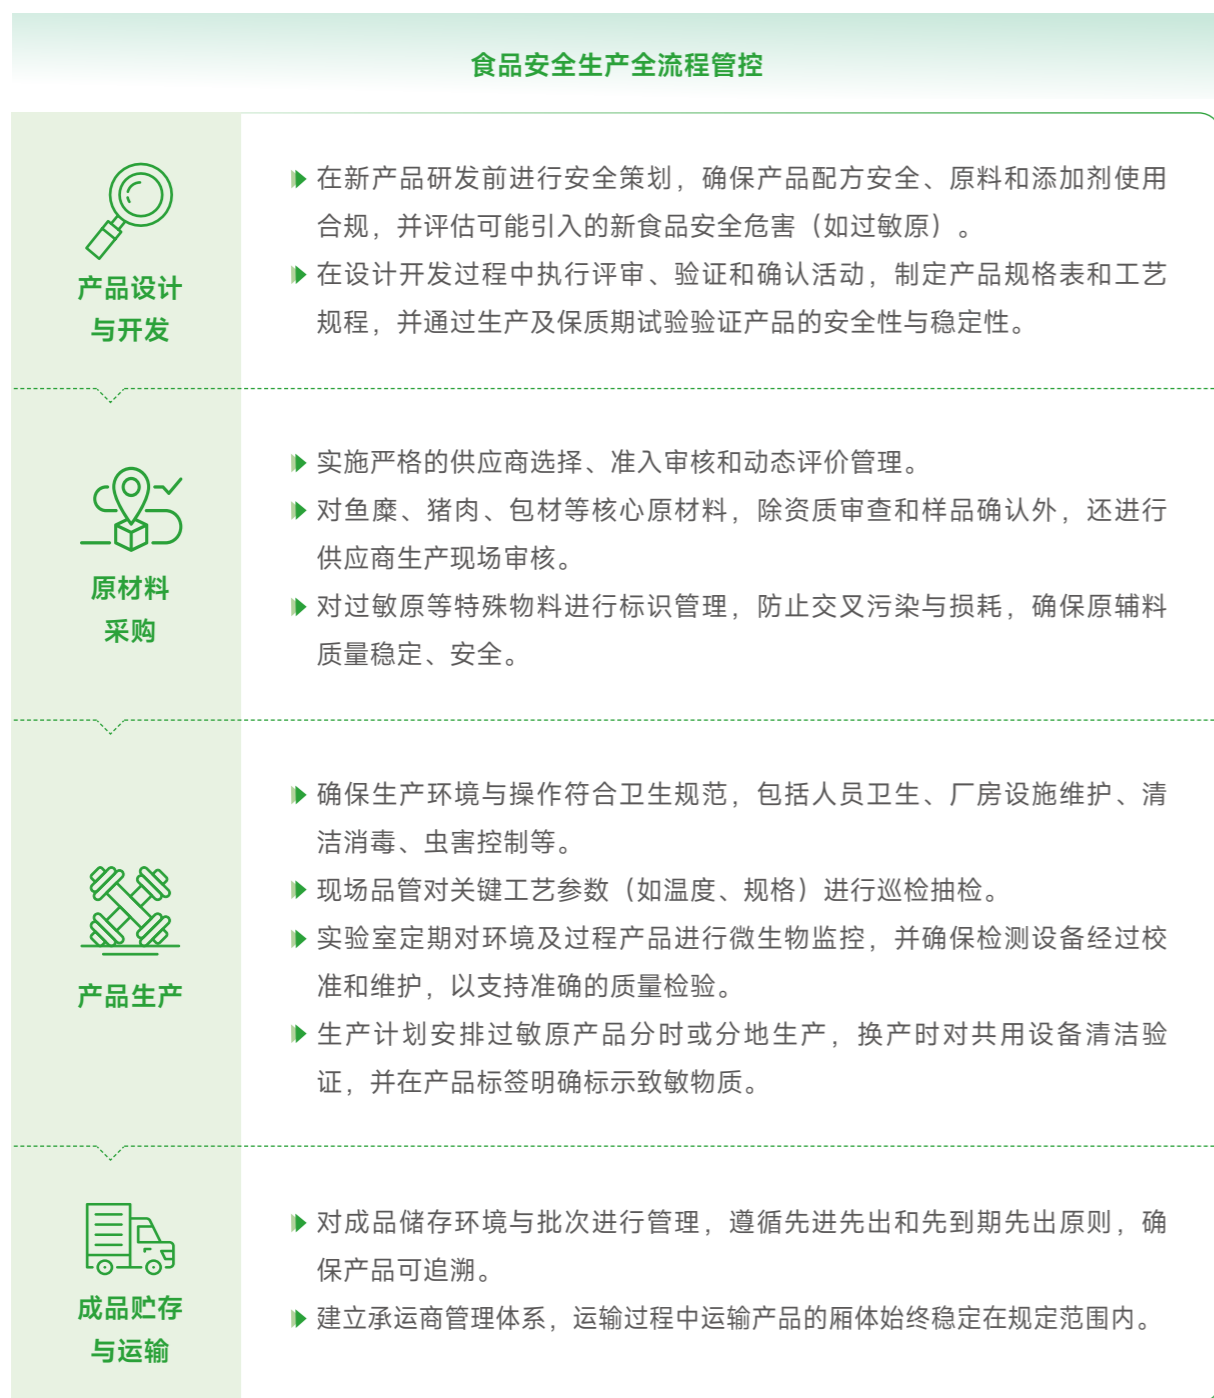 食品安全生产全流程管控
产品设计
与开发
在新产品研发前进行安全策划，确保产品配方安全、原料和添加剂使用
合规，并评估可能引入的新食品安全危害（如过敏原）。
在设计开发过程中执行评审、验证和确认活动，制定产品规格表和工艺
规程，并通过生产及保质期试验验证产品的安全性与稳定性。
原材料
采购
实施严格的供应商选择、准入审核和动态评价管理。
对鱼糜、猪肉、包材等核心原材料，除资质审查和样品确认外，还进行
供应商生产现场审核。
对过敏原等特殊物料进行标识管理，防止交叉污染与损耗，确保原辅料
质量稳定、安全。
产品生产
确保生产环境与操作符合卫生规范，包括人员卫生、厂房设施维护、清
洁消毒、虫害控制等。
现场品管对关键工艺参数（如温度、规格）进行巡检抽检。
实验室定期对环境及过程产品进行微生物监控，并确保检测设备经过校
准和维护，以支持准确的质量检验。
生产计划安排过敏原产品分时或分地生产，换产时对共用设备清洁验
证，并在产品标签明确标示致敏物质。
成品贮存
与运输
对成品储存环境与批次进行管理，遵循先进先出和先到期先出原则，确
保产品可追溯。
建立承运商管理体系，运输过程中运输产品的厢体始终稳定在规定范围内。